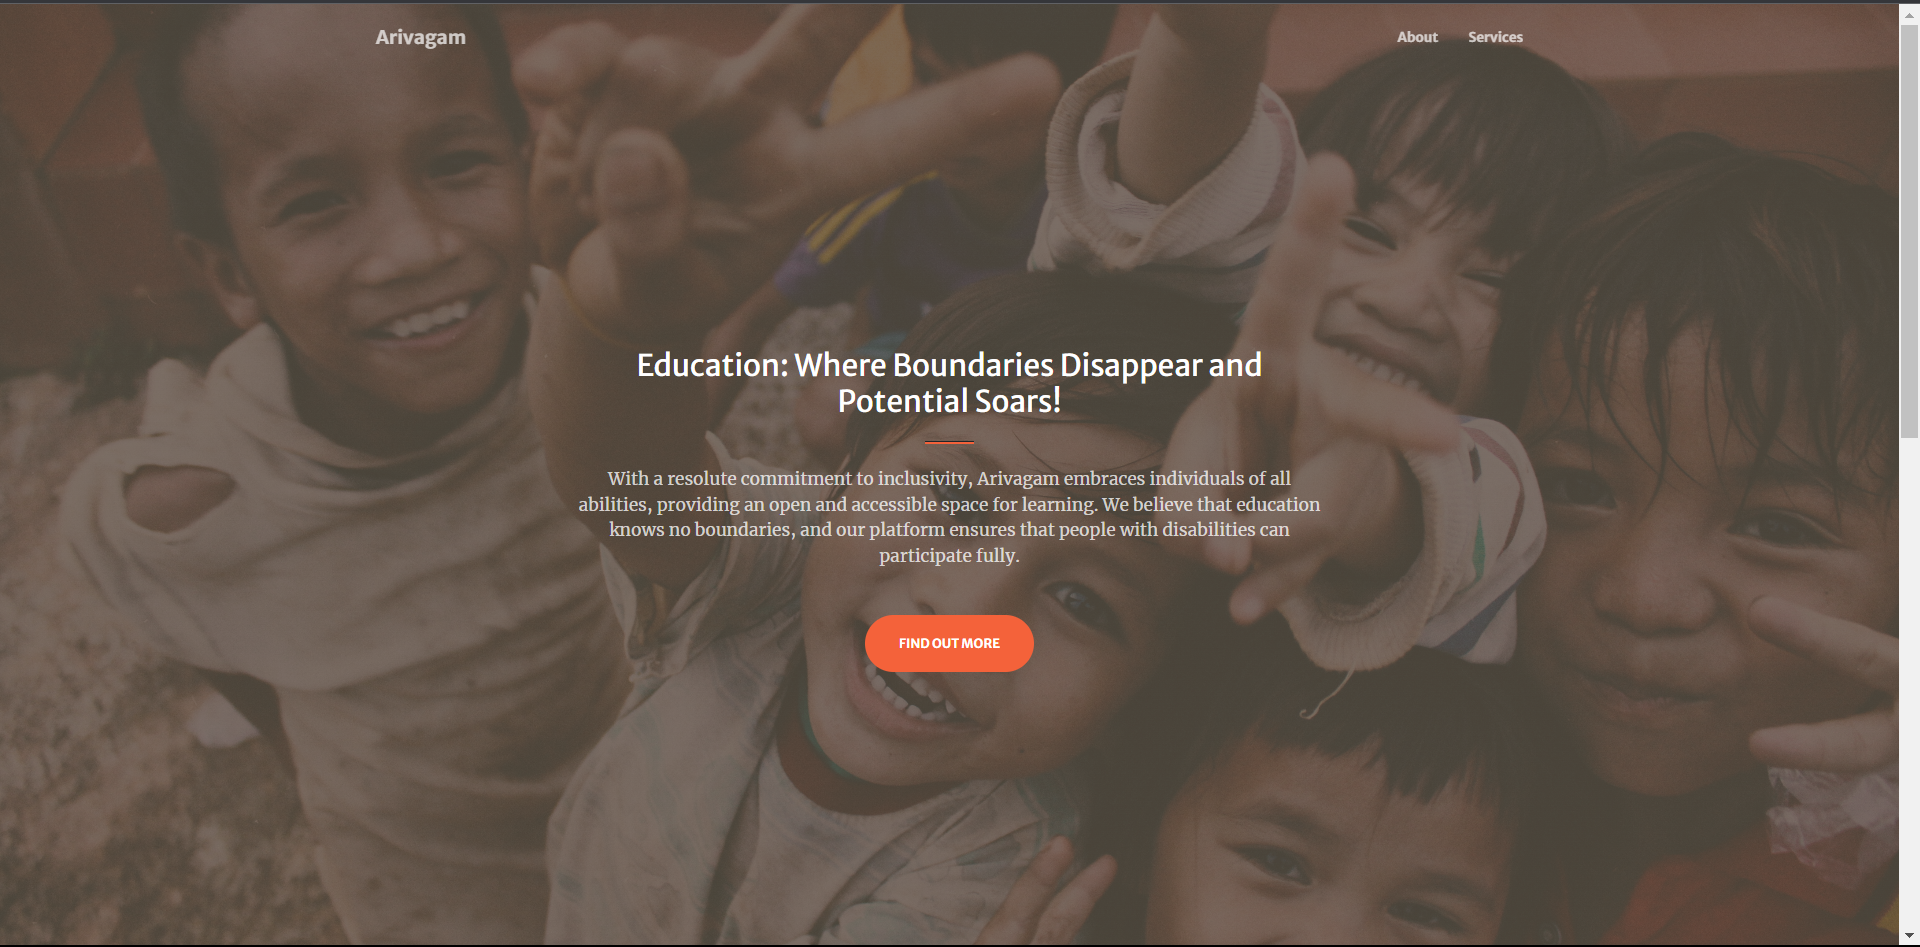 Arivagam
About Services
Education: Where Boundaries Disappear and
Potential Soars!
With a resolute commitment to inclusivity, Arivagam embraces individuals of all
abilities, providing an open and accessible space for learning. We believe that education
knows no boundaries, and our platform ensures that people with disabilities can
participate fully.
FIND OUT MORE